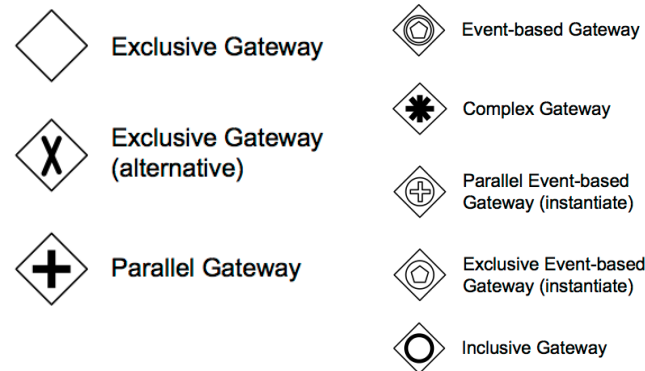 Exclusive Gateway
Exclusive Gateway
(alternative)
Parallel Gateway
Event-based Gateway
Complex Gateway
Parallel Event-based
Gateway (instantiate)
Exclusive Event-based
Gateway (instantiate)
Inclusive Gateway